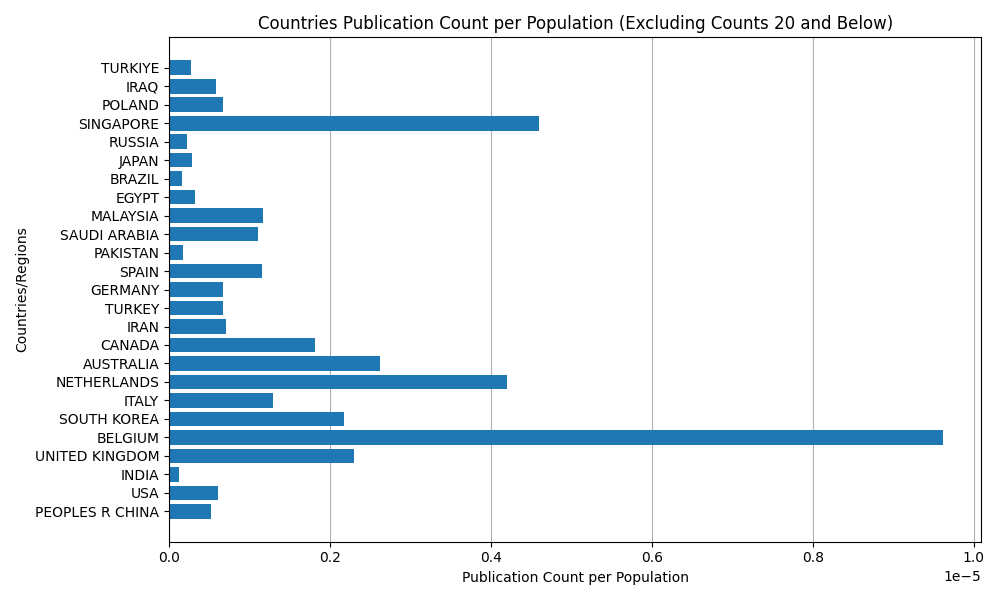 Countries Publication Count per Population (Excluding Counts 20 and Below)
TURKIYE
IRAQ
POLAND
SINGAPORE
RUSSIA
JAPAN
BRAZIL
EGYPT
MALAYSIA
SAUDI ARABIA
PAKISTAN
SPAIN
GERMANY
TURKEY
IRAN
CANADA
AUSTRALIA
NETHERLANDS
ITALY
SOUTH KOREA
BELGIUM
UNITED KINGDOM
INDIA
USA
PEOPLES R CHINA
Countries/Regions
0.0 0.2 0.4 0.6 0.8 1.0
1e−5
Publication Count per Population